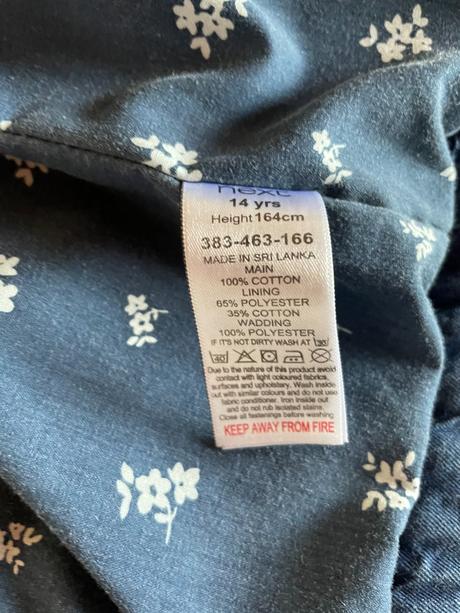 next
14 yrs
Height 164cm
383-463-166
MADE IN SRI LANKA
MAIN
100% COTTON
LINING
65% POLYESTER
35% COTTON
WADDING
100% POLYESTER
IF IT'S NOT DIRTY WASH AT 30
40
Due to the nature of this product avoid
contact with light coloured fabrics,
surfaces and upholstery. Wash inside
out with similar colours and do not use
fabric conditioner. Iron inside out
and do not rub isolated stains.
Close all fastenings before washing
KEEP AWAY FROM FIRE